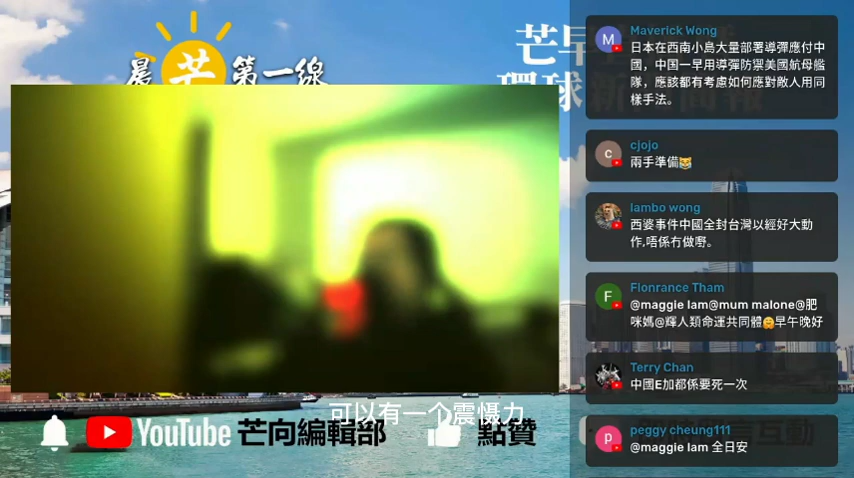 晨芒第一線
芒早
環球新 報
Maverick Wong
日本在西南小島大量部署導彈應付中
國，中国一早用導彈防禦美國航母艦
隊，應該都有考慮如何應對敵人用同
樣手法。
cjojo
兩手準備😹
lambo wong
西婆事件中國全封台灣以經好大動
作,唔係冇做嘢。
Fionrance Tham
@maggie lam@mum malone@肥
咪媽@輝人類命運共同體🤗早午晚好
Terry Chan
中國E加都係要死一次
peggy cheung111
@maggie lam 全日安
可以有一个震慑力
YouTube 芒向編輯部
點贊
互動